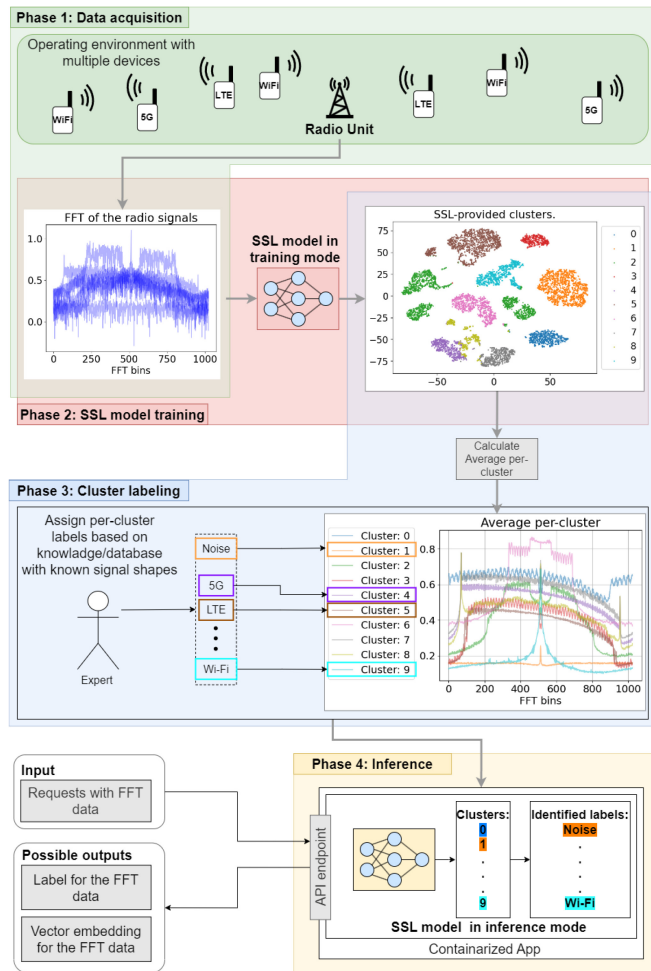 Phase 1: Data acquisition
Operating environment with
multiple devices
WiFi
5G
LTE
WiFi
Radio Unit
LTE
WiFi
5G
FFT of the radio signals
1.0
0.5
0.0
0
250
500
750
1000
FFT bins
SSL model in
training mode
SSL-provided clusters.
75
50
25
0
−25
−50
−75
−50
0
50
0
1
2
3
4
5
6
7
8
9
Phase 2: SSL model training
Calculate
Average per-
cluster
Phase 3: Cluster labeling
Assign per-cluster
labels based on
knowladge/database
with known signal shapes
Expert
Noise
5G
LTE
Wi-Fi
Cluster: 0
Cluster: 1
Cluster: 2
Cluster: 3
Cluster: 4
Cluster: 5
Cluster: 6
Cluster: 7
Cluster: 8
Cluster: 9
Average per-cluster
0.8
0.6
0.4
0.2
0
200
400
600
800
1000
FFT bins
Phase 4: Inference
Input
Requests with FFT
data
Possible outputs
Label for the FFT
data
Vector embedding
for the FFT data
API endpoint
Clusters:
0
1
.
.
.
.
9
Identified labels:
Noise
.
.
.
.
Wi-Fi
SSL model in inference mode
Containarized App